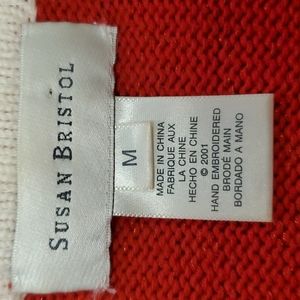 SUSAN BRISTOL
M
MADE IN CHINA
FABRIQUE AUX
LA CHINE
HECHO EN CHINE
© 2001
HAND EMBROIDERED
BRODÉ MAIN
BORDADO A MANO